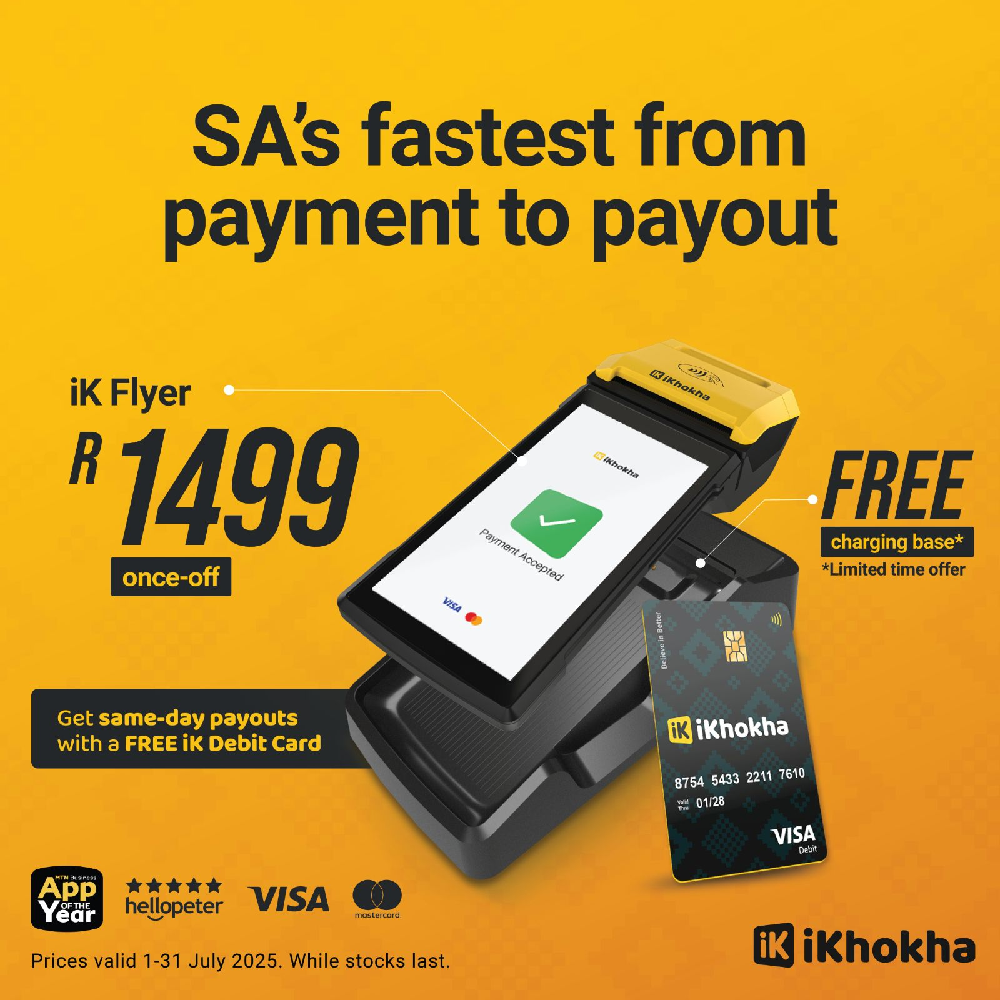 SA's fastest from
payment to payout
iK Flyer
R 1499
once-off
iK iKhokha
iK iKhokha
Payment Accepted
VISA
FREE
charging base*
*Limited time offer
Get same-day payouts
with a FREE iK Debit Card
Believe in Better
iK iKhokha
8754 5433 2211 7610
Valid
Thru 01/28
VISA
Debit
MTN Business
App
OF THE
Year
hellopeter
VISA
mastercard.
Prices valid 1-31 July 2025. While stocks last.
iK iKhokha